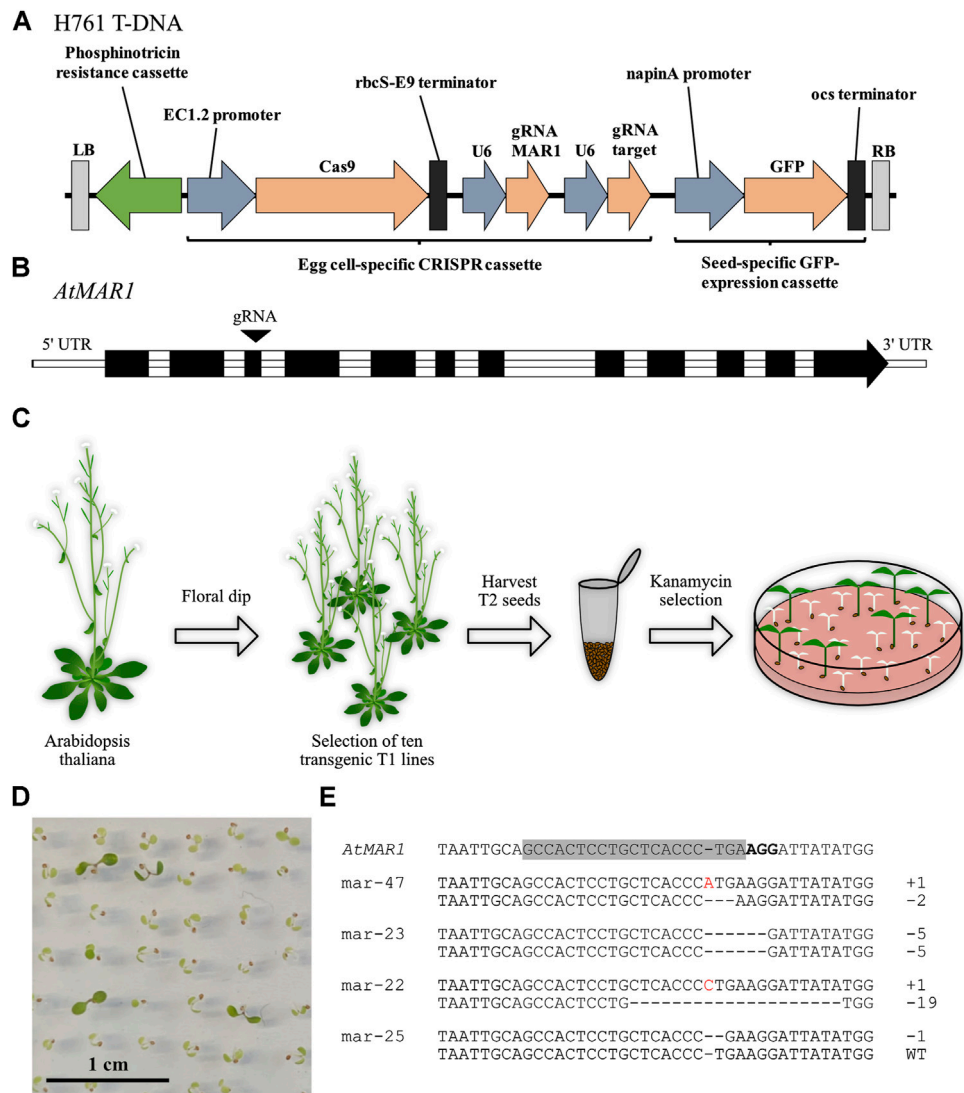 A H761 T-DNA
Phosphinotricin
resistance cassette
EC1.2 promoter
rbcS-E9 terminator
napinA promoter
ocs terminator
LB
Cas9
U6
gRNA
MAR1
U6
gRNA
target
GFP
RB
Egg cell-specific CRISPR cassette
Seed-specific GFP-
expression cassette
B
AtMAR1
gRNA
5' UTR
3' UTR
C
Floral dip
Harvest
T2 seeds
Kanamycin
selection
Arabidopsis
thaliana
Selection of ten
transgenic T1 lines
D
1 cm
E
AtMAR1 TAATTGCAGCCACTCCTGCTCACCC-TGAAGGATTATATGG
mar-47 TAATTGCAGCCACTCCTGCTCACCCATGAAGGATTATATGG +1
TAATTGCAGCCACTCCTGCTCACCC---AAGGATTATATGG -2
mar-23 TAATTGCAGCCACTCCTGCTCACCC------GATTATATGG -5
TAATTGCAGCCACTCCTGCTCACCC------GATTATATGG -5
mar-22 TAATTGCAGCCACTCCTGCTCACCCCTGAAGGATTATATGG +1
TAATTGCAGCCACTCCTG--------------------TGG -19
mar-25 TAATTGCAGCCACTCCTGCTCACCC--GAAGGATTATATGG -1
TAATTGCAGCCACTCCTGCTCACCC-TGAAGGATTATATGG WT